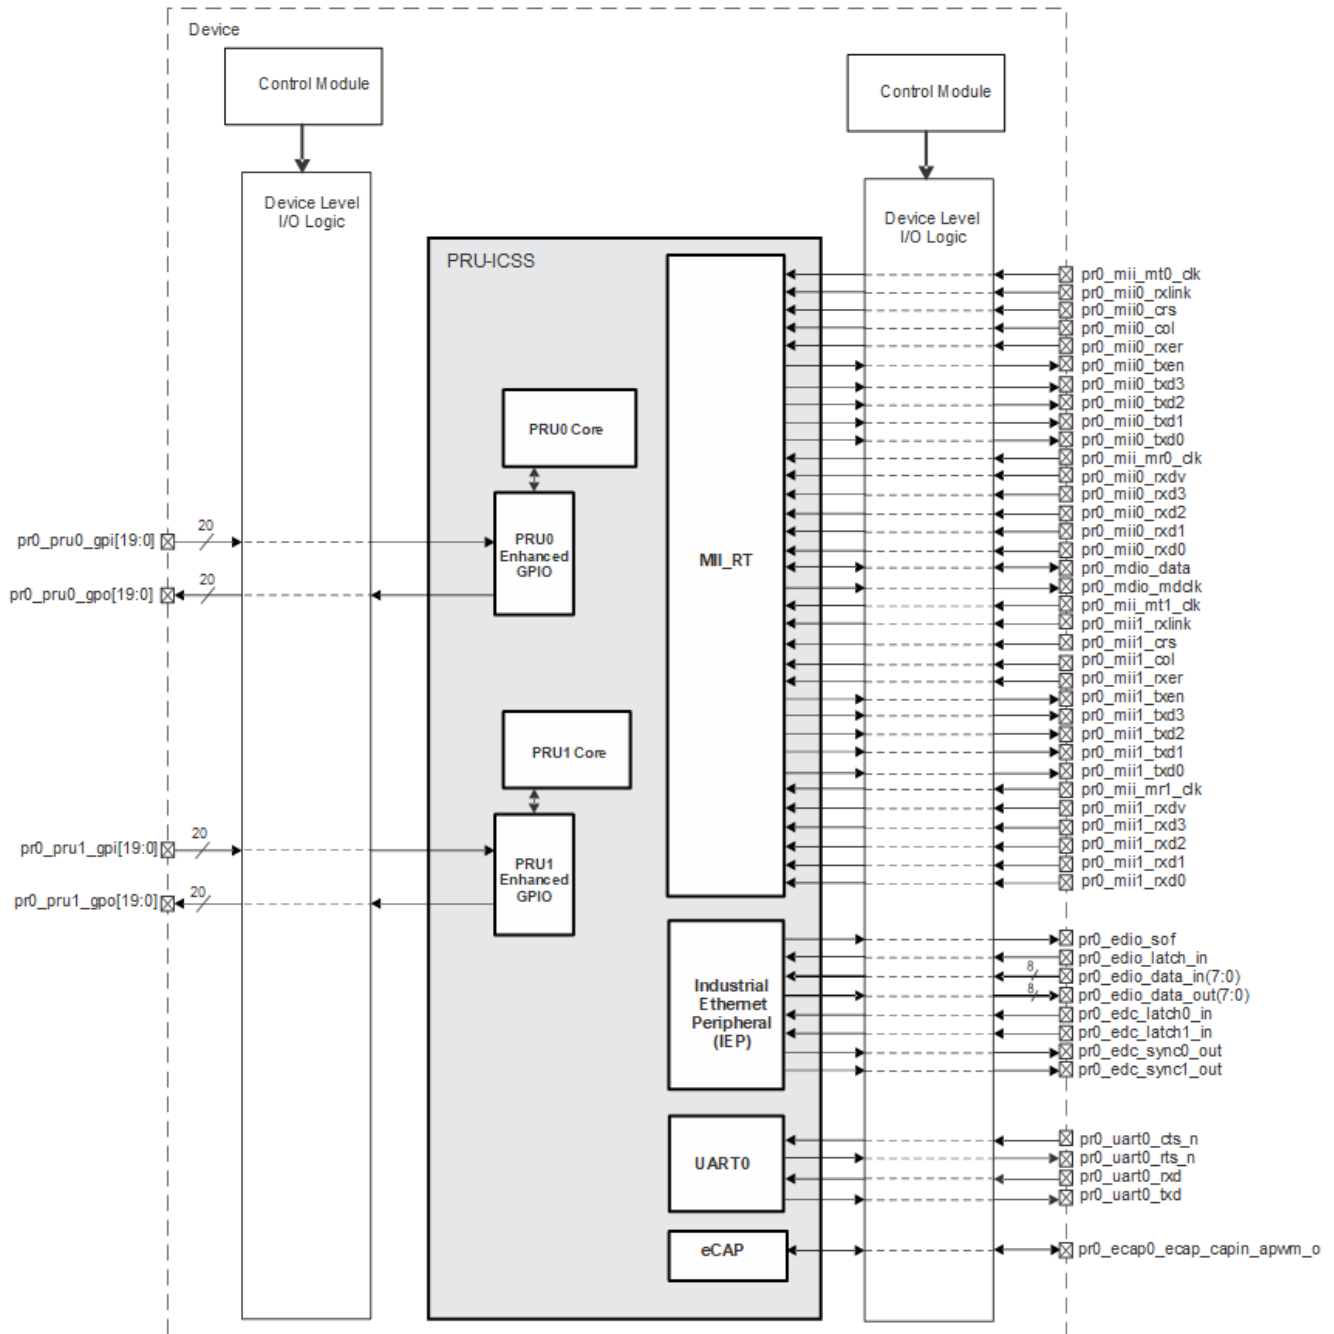 Device
Control Module
Control Module
Device Level
I/O Logic
Device Level
I/O Logic
PRU-ICSS
PRU0 Core
PRU0
Enhanced
GPIO
PRU1 Core
PRU1
Enhanced
GPIO
MII_RT
Industrial
Ethernet
Peripheral
(IEP)
UART0
eCAP
pr0_pru0_gpi[19:0]
20
pr0_pru0_gpo[19:0]
20
pr0_pru1_gpi[19:0]
20
pr0_pru1_gpo[19:0]
20
pr0_mii_mt0_clk
pr0_mii0_rxlink
pr0_mii0_crs
pr0_mii0_col
pr0_mii0_rxer
pr0_mii0_txen
pr0_mii0_txd3
pr0_mii0_txd2
pr0_mii0_txd1
pr0_mii0_txd0
pr0_mii_mr0_clk
pr0_mii0_rxdv
pr0_mii0_rxd3
pr0_mii0_rxd2
pr0_mii0_rxd1
pr0_mii0_rxd0
pr0_mdio_data
pr0_mdio_mdclk
pr0_mii_mt1_clk
pr0_mii1_rxlink
pr0_mii1_crs
pr0_mii1_col
pr0_mii1_rxer
pr0_mii1_txen
pr0_mii1_txd3
pr0_mii1_txd2
pr0_mii1_txd1
pr0_mii1_txd0
pr0_mii_mr1_clk
pr0_mii1_rxdv
pr0_mii1_rxd3
pr0_mii1_rxd2
pr0_mii1_rxd1
pr0_mii1_rxd0
pr0_edio_sof
pr0_edio_latch_in
8
pr0_edio_data_in(7:0)
8
pr0_edio_data_out(7:0)
pr0_edc_latch0_in
pr0_edc_latch1_in
pr0_edc_sync0_out
pr0_edc_sync1_out
pr0_uart0_cts_n
pr0_uart0_rts_n
pr0_uart0_rxd
pr0_uart0_txd
pr0_ecap0_ecap_capin_apwm_o